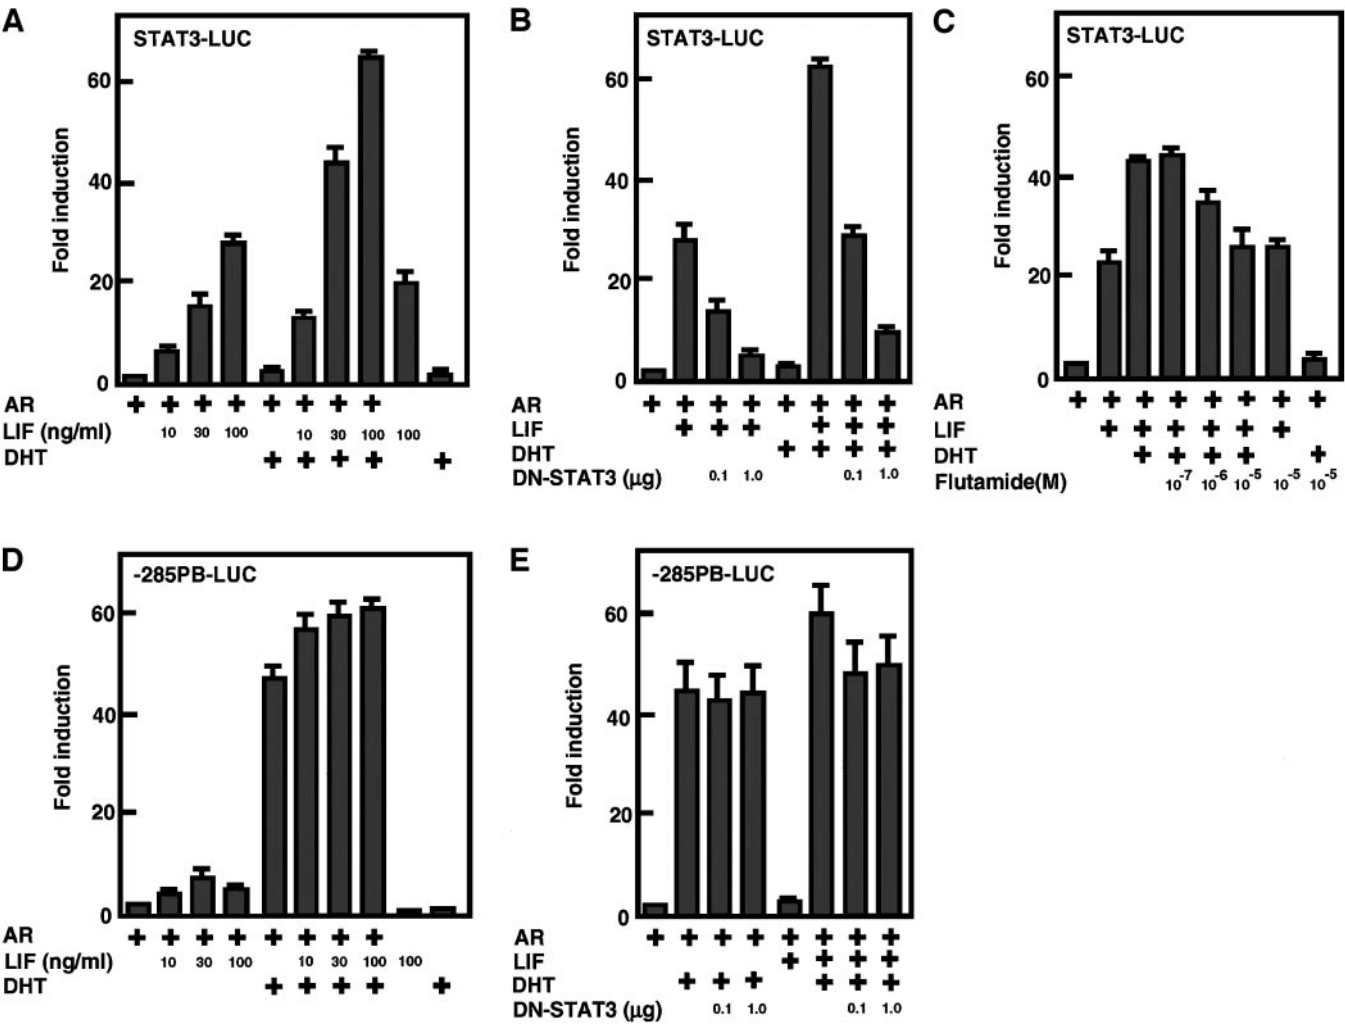 A
STAT3-LUC
Fold induction
60
40
20
0
AR + + + + + + + + 
LIF (ng/ml) 10 30 100 10 30 100 100
DHT + + + + +
B
STAT3-LUC
Fold induction
60
40
20
0
AR + + + + + + + +
LIF + + + + + +
DHT + + + +
DN-STAT3 (µg) 0.1 1.0 0.1 1.0
C
STAT3-LUC
Fold induction
60
40
20
0
AR + + + + + + + +
LIF + + + + + +
DHT + + + + +
Flutamide(M) 10-7 10-6 10-5 10-5 10-5
D
-285PB-LUC
Fold induction
60
40
20
0
AR + + + + + + + +
LIF (ng/ml) 10 30 100 10 30 100 100
DHT + + + + +
E
-285PB-LUC
Fold induction
60
40
20
0
AR + + + + + + + +
LIF + + + +
DHT + + + + + +
DN-STAT3 (µg) 0.1 1.0 0.1 1.0